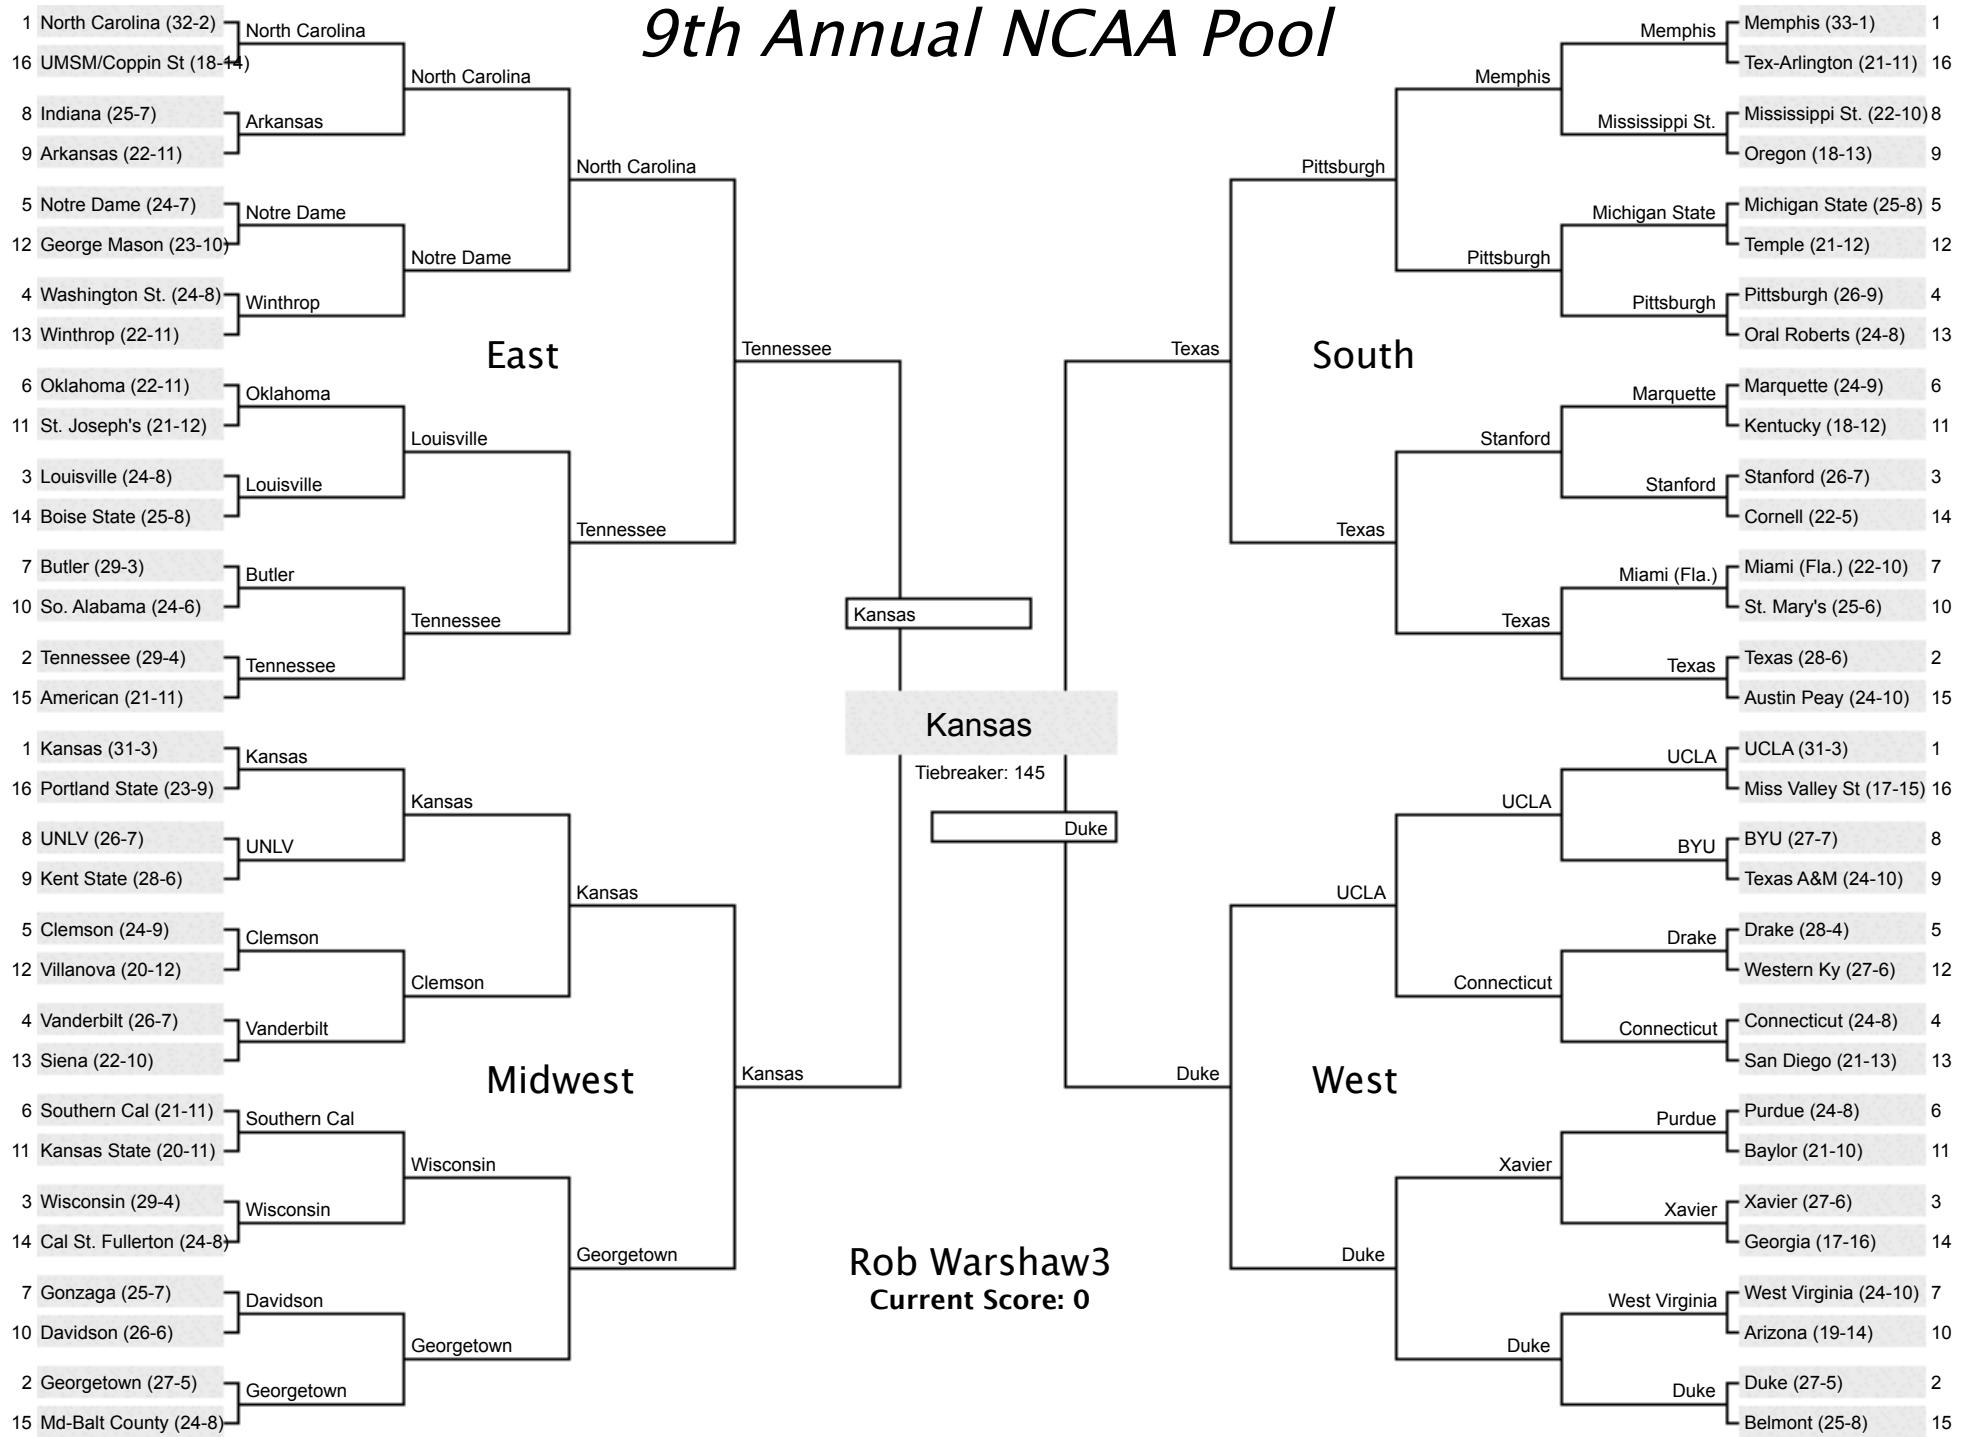 9th Annual NCAA Pool
1 North Carolina (32-2)
16 UMSM/Coppin St (18-14)
8 Indiana (25-7)
9 Arkansas (22-11)
5 Notre Dame (24-7)
12 George Mason (23-10)
4 Washington St. (24-8)
13 Winthrop (22-11)
6 Oklahoma (22-11)
11 St. Joseph's (21-12)
3 Louisville (24-8)
14 Boise State (25-8)
7 Butler (29-3)
10 So. Alabama (24-6)
2 Tennessee (29-4)
15 American (21-11)
North Carolina
Arkansas
Notre Dame
Winthrop
Oklahoma
Louisville
Butler
Tennessee
North Carolina
Notre Dame
Louisville
Tennessee
North Carolina
Tennessee
Tennessee
East
1 Kansas (31-3)
16 Portland State (23-9)
8 UNLV (26-7)
9 Kent State (28-6)
5 Clemson (24-9)
12 Villanova (20-12)
4 Vanderbilt (26-7)
13 Siena (22-10)
6 Southern Cal (21-11)
11 Kansas State (20-11)
3 Wisconsin (29-4)
14 Cal St. Fullerton (24-8)
7 Gonzaga (25-7)
10 Davidson (26-6)
2 Georgetown (27-5)
15 Md-Balt County (24-8)
Kansas
UNLV
Clemson
Vanderbilt
Southern Cal
Wisconsin
Davidson
Georgetown
Kansas
Clemson
Wisconsin
Georgetown
Kansas
Georgetown
Kansas
Midwest
Kansas
Kansas
Tiebreaker: 145
Duke
Rob Warshaw3
Current Score: 0
Memphis (33-1) 1
Tex-Arlington (21-11) 16
Mississippi St. (22-10) 8
Oregon (18-13) 9
Michigan State (25-8) 5
Temple (21-12) 12
Pittsburgh (26-9) 4
Oral Roberts (24-8) 13
Marquette (24-9) 6
Kentucky (18-12) 11
Stanford (26-7) 3
Cornell (22-5) 14
Miami (Fla.) (22-10) 7
St. Mary's (25-6) 10
Texas (28-6) 2
Austin Peay (24-10) 15
Memphis
Mississippi St.
Michigan State
Pittsburgh
Marquette
Stanford
Miami (Fla.)
Texas
Memphis
Pittsburgh
Stanford
Texas
Pittsburgh
Texas
Texas
South
UCLA (31-3) 1
Miss Valley St (17-15) 16
BYU (27-7) 8
Texas A&M (24-10) 9
Drake (28-4) 5
Western Ky (27-6) 12
Connecticut (24-8) 4
San Diego (21-13) 13
Purdue (24-8) 6
Baylor (21-10) 11
Xavier (27-6) 3
Georgia (17-16) 14
West Virginia (24-10) 7
Arizona (19-14) 10
Duke (27-5) 2
Belmont (25-8) 15
UCLA
BYU
Drake
Connecticut
Purdue
Xavier
West Virginia
Duke
UCLA
Connecticut
Xavier
Duke
UCLA
Duke
Duke
West